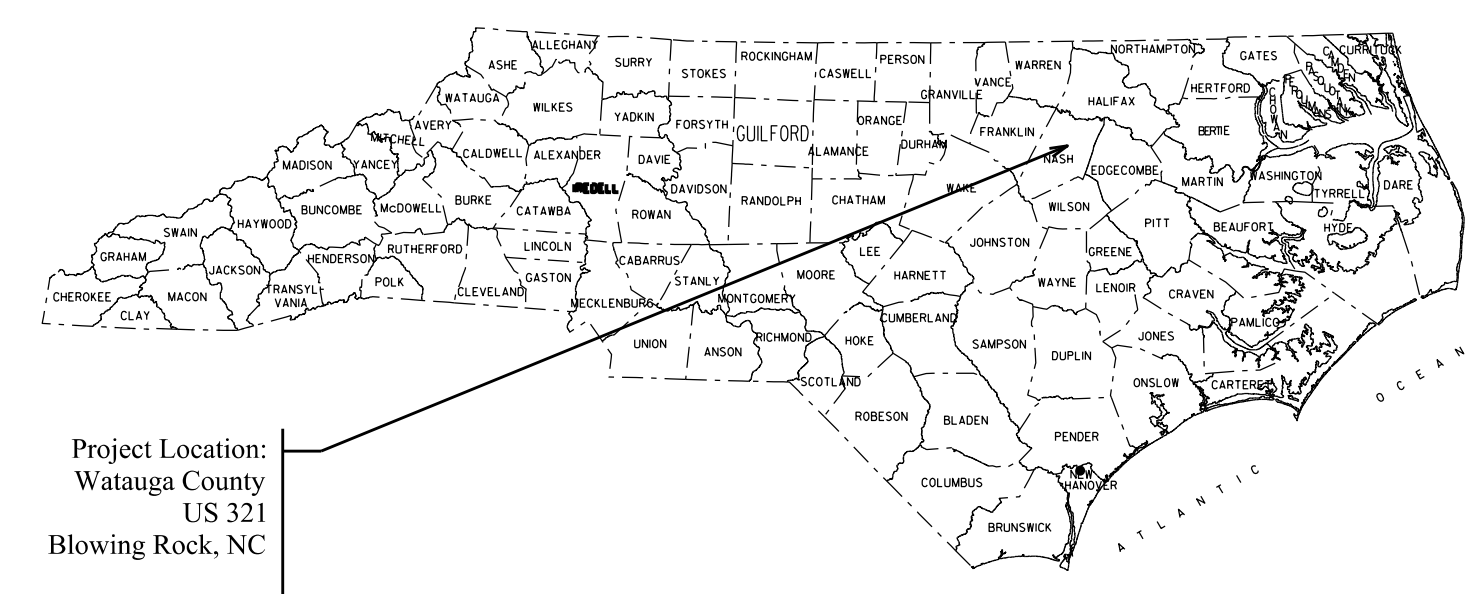 ALLEGHANY
NORTHAMPTON
GATES
CAMDEN
CURRITUCK
ASHE
SURRY
STOKES
ROCKINGHAM
CASWELL
PERSON
GRANVILLE
VANCE
WARREN
HERTFORD
PASQUOTANK
PERQUIMANS
CHOWAN
WATAUGA
WILKES
YADKIN
FORSYTH
GUILFORD
ORANGE
HALIFAX
BERTIE
MITCHELL
AVERY
CALDWELL
ALEXANDER
DAVIE
ALAMANCE
DURHAM
FRANKLIN
NASH
EDGECOMBE
MARTIN
WASHINGTON
TYRRELL
DARE
MADISON
YANCEY
IREDELL
DAVIDSON
RANDOLPH
CHATHAM
WAKE
WILSON
BUNCOMBE
McDOWELL
BURKE
CATAWBA
ROWAN
PITT
BEAUFORT
HYDE
SWAIN
HAYWOOD
RUTHERFORD
LINCOLN
CABARRUS
LEE
JOHNSTON
GREENE
GRAHAM
JACKSON
HENDERSON
POLK
CLEVELAND
GASTON
STANLY
MOORE
HARNETT
WAYNE
LENOIR
CRAVEN
CHEROKEE
MACON
TRANSYL-
VANIA
MECKLENBURG
MONTGOMERY
CLAY
CUMBERLAND
PAMLICO
UNION
ANSON
RICHMOND
HOKE
SAMPSON
DUPLIN
JONES
SCOTLAND
ONSLOW
CARTERET
ROBESON
BLADEN
PENDER
COLUMBUS
NEW
HANOVER
BRUNSWICK
ATLANTIC
OCEAN
Project Location:
Watauga County
US 321
Blowing Rock, NC